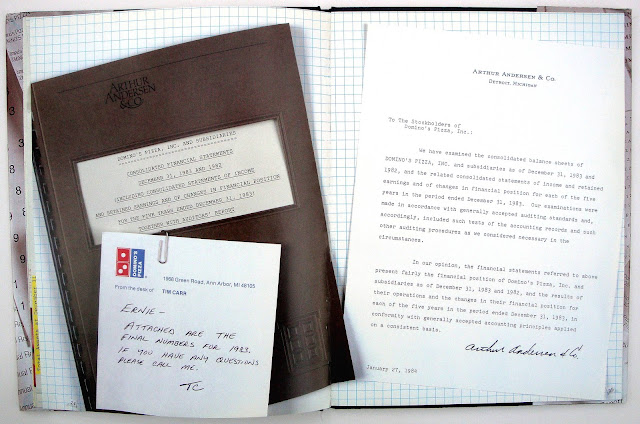 ARTHUR
ANDERSEN
& CO.
DOMINO'S PIZZA, INC. AND SUBSIDIARIES
CONSOLIDATED FINANCIAL STATEMENTS
DECEMBER 31, 1983 AND 1982
(INCLUDING CONSOLIDATED STATEMENTS OF INCOME
AND RETAINED EARNINGS AND OF CHANGES IN FINANCIAL POSITION
FOR THE FIVE YEARS ENDED DECEMBER 31, 1983)
TOGETHER WITH AUDITORS' REPORT
DOMINO'S
PIZZA
1968 Green Road, Ann Arbor, MI 48105
From the desk of TIM CARR
ERNIE-
ATTACHED ARE THE
FINAL NUMBERS FOR 1983.
IF YOU HAVE ANY QUESTIONS
PLEASE CALL ME.
TC
ARTHUR ANDERSEN & CO.
DETROIT, MICHIGAN
To The Stockholders of
Domino's Pizza, Inc.:
We have examined the consolidated balance sheets of
DOMINO'S PIZZA, INC. and subsidiaries as of December 31, 1983 and
1982, and the related consolidated statements of income and retained
earnings and of changes in financial position for each of the five
years in the period ended December 31, 1983. Our examinations were
made in accordance with generally accepted auditing standards and,
accordingly, included such tests of the accounting records and such
other auditing procedures as we considered necessary in the
circumstances.
In our opinion, the financial statements referred to above
present fairly the financial position of Domino's Pizza, Inc. and
subsidiaries as of December 31, 1983 and 1982, and the results of
their operations and the changes in their financial position for
each of the five years in the period ended December 31, 1983, in
conformity with generally accepted accounting principles applied
on a consistent basis.
Arthur Andersen & Co.
January 27, 1984